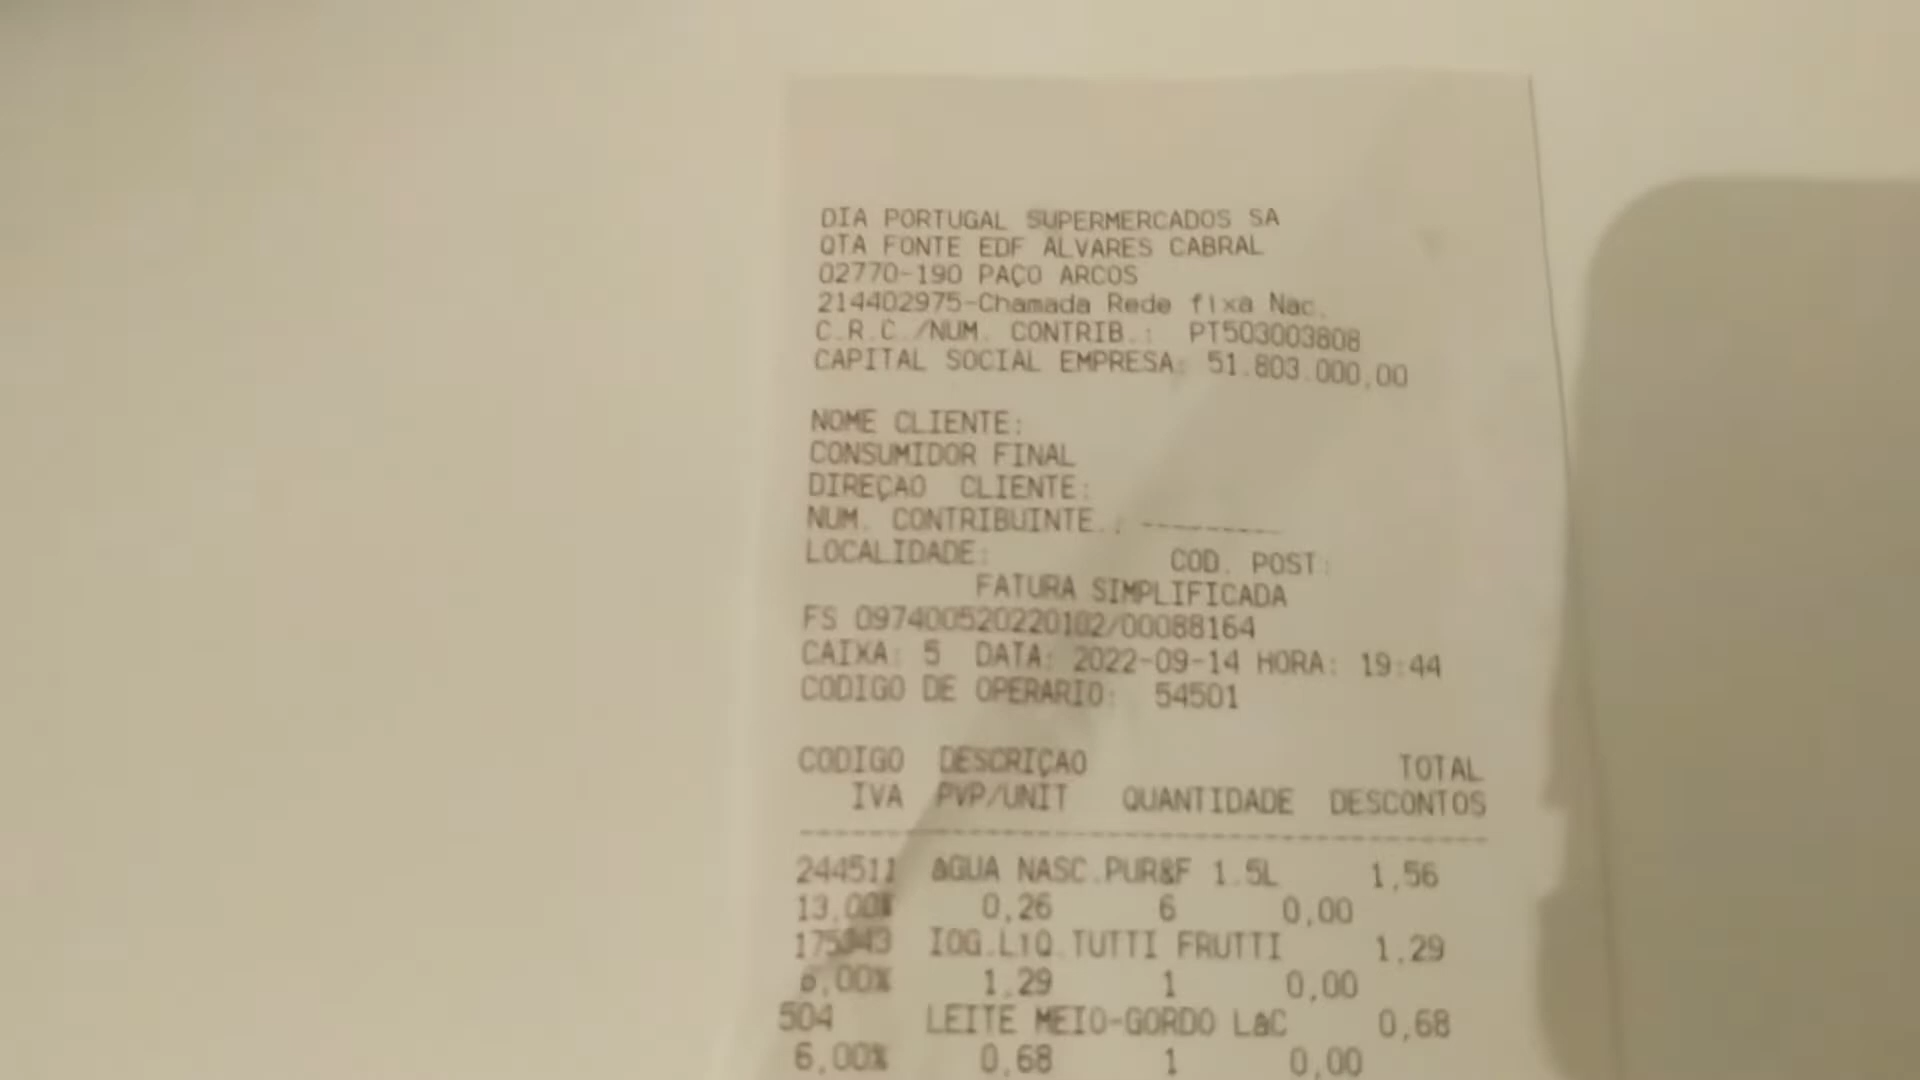 DIA PORTUGAL SUPERMERCADOS SA
QTA FONTE EDF ALVARES CABRAL
02770-190 PAÇO ARCOS
214402975-Chamada Rede fixa Nac.
C.R.C./NUM. CONTRIB.: PT503003808
CAPITAL SOCIAL EMPRESA: 51.803.000,00
NOME CLIENTE:
CONSUMIDOR FINAL
DIREÇAO CLIENTE:
NUM. CONTRIBUINTE.: ---------
LOCALIDADE: COD. POST:
FATURA SIMPLIFICADA
FS 097400520220102/00088164
CAIXA: 5 DATA: 2022-09-14 HORA: 19:44
CODIGO DE OPERARIO: 54501
CODIGO DESCRIÇAO TOTAL
IVA PVP/UNIT QUANTIDADE DESCONTOS
244511 AGUA NASC.PUR&F 1.5L 1,56
13,00% 0,26 6 0,00
IOG.LIQ.TUTTI FRUTTI 1,29
6,00% 1,29 1 0,00
504 LEITE MEIO-GORDO L&C 0,68
6,00% 0,68 1 0,00